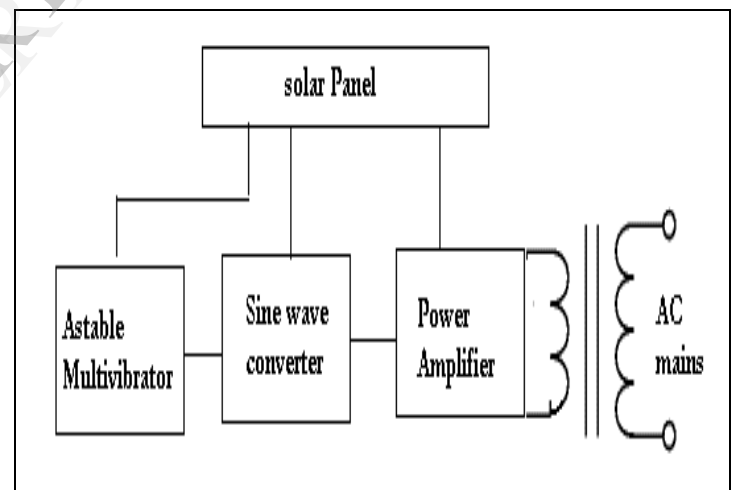 solar Panel
Astable
Multivibrator
Sine wave
converter
Power
Amplifier
AC
mains